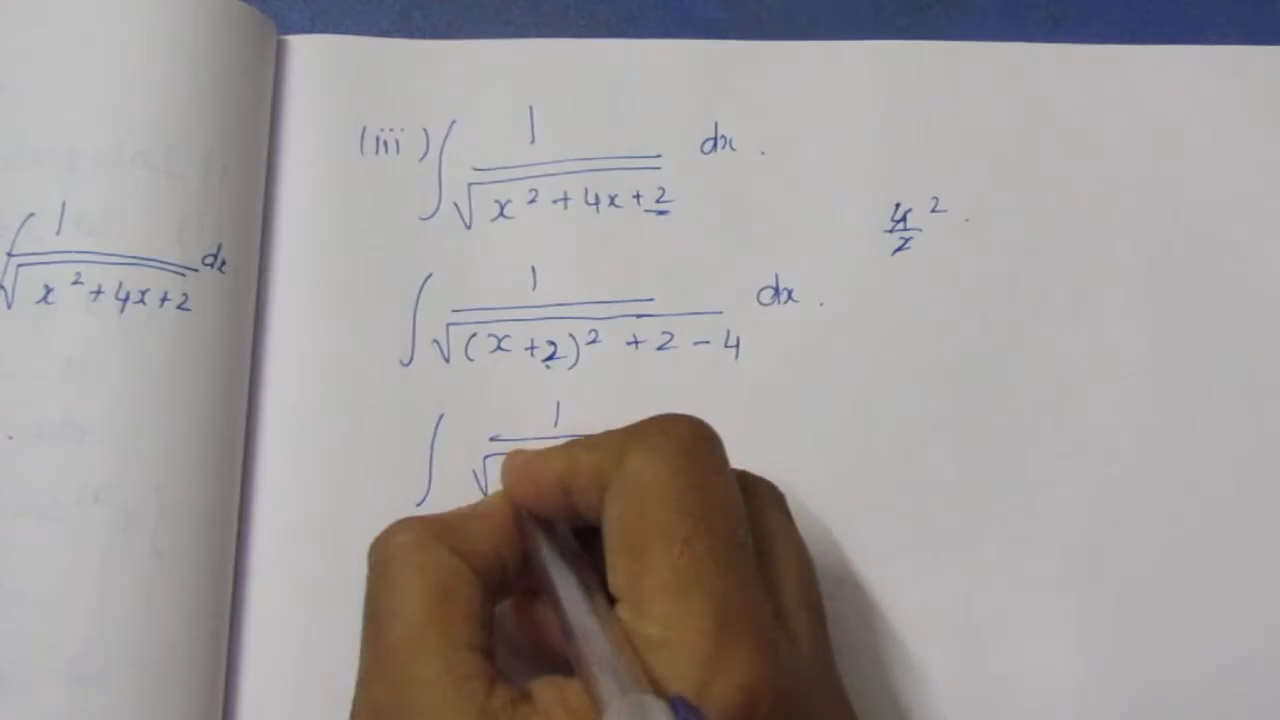 ∫ 1/√(x² + 4x + 2) dx
(iii) ∫ 1/√(x² + 4x + 2) dx .
4/2 2 .
∫ 1/√((x + 2)² + 2 − 4) dx .
∫ 1/√